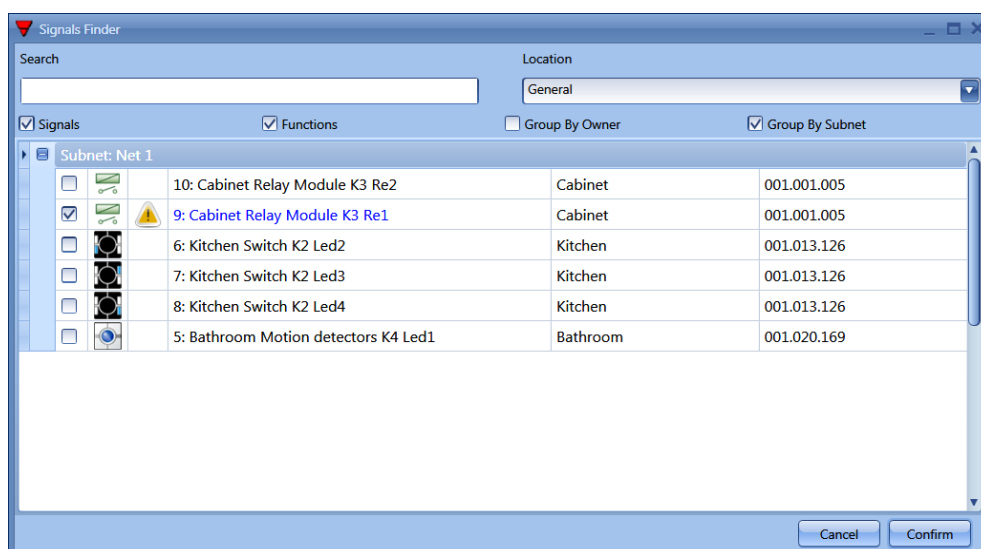 Signals Finder
Search Location
General
Signals Functions Group By Owner Group By Subnet
Subnet: Net 1
10: Cabinet Relay Module K3 Re2 Cabinet 001.001.005
9: Cabinet Relay Module K3 Re1 Cabinet 001.001.005
6: Kitchen Switch K2 Led2 Kitchen 001.013.126
7: Kitchen Switch K2 Led3 Kitchen 001.013.126
8: Kitchen Switch K2 Led4 Kitchen 001.013.126
5: Bathroom Motion detectors K4 Led1 Bathroom 001.020.169
Cancel Confirm